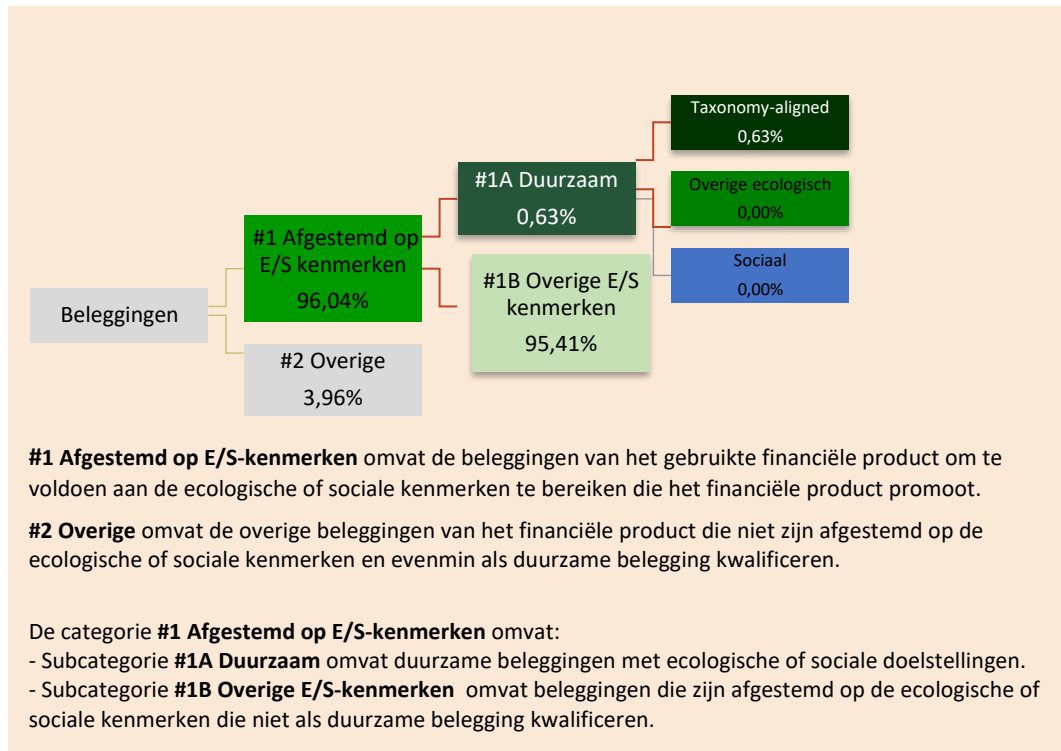 Beleggingen
#1 Afgestemd op
E/S kenmerken
96,04%
#2 Overige
3,96%
#1A Duurzaam
0,63%
#1B Overige E/S
kenmerken
95,41%
Taxonomy-aligned
0,63%
Overige ecologisch
0,00%
Sociaal
0,00%
#1 Afgestemd op E/S-kenmerken omvat de beleggingen van het gebruikte financiële product om te
voldoen aan de ecologische of sociale kenmerken te bereiken die het financiële product promoot.
#2 Overige omvat de overige beleggingen van het financiële product die niet zijn afgestemd op de
ecologische of sociale kenmerken en evenmin als duurzame belegging kwalificeren.
De categorie #1 Afgestemd op E/S-kenmerken omvat:
- Subcategorie #1A Duurzaam omvat duurzame beleggingen met ecologische of sociale doelstellingen.
- Subcategorie #1B Overige E/S-kenmerken omvat beleggingen die zijn afgestemd op de ecologische of
sociale kenmerken die niet als duurzame belegging kwalificeren.